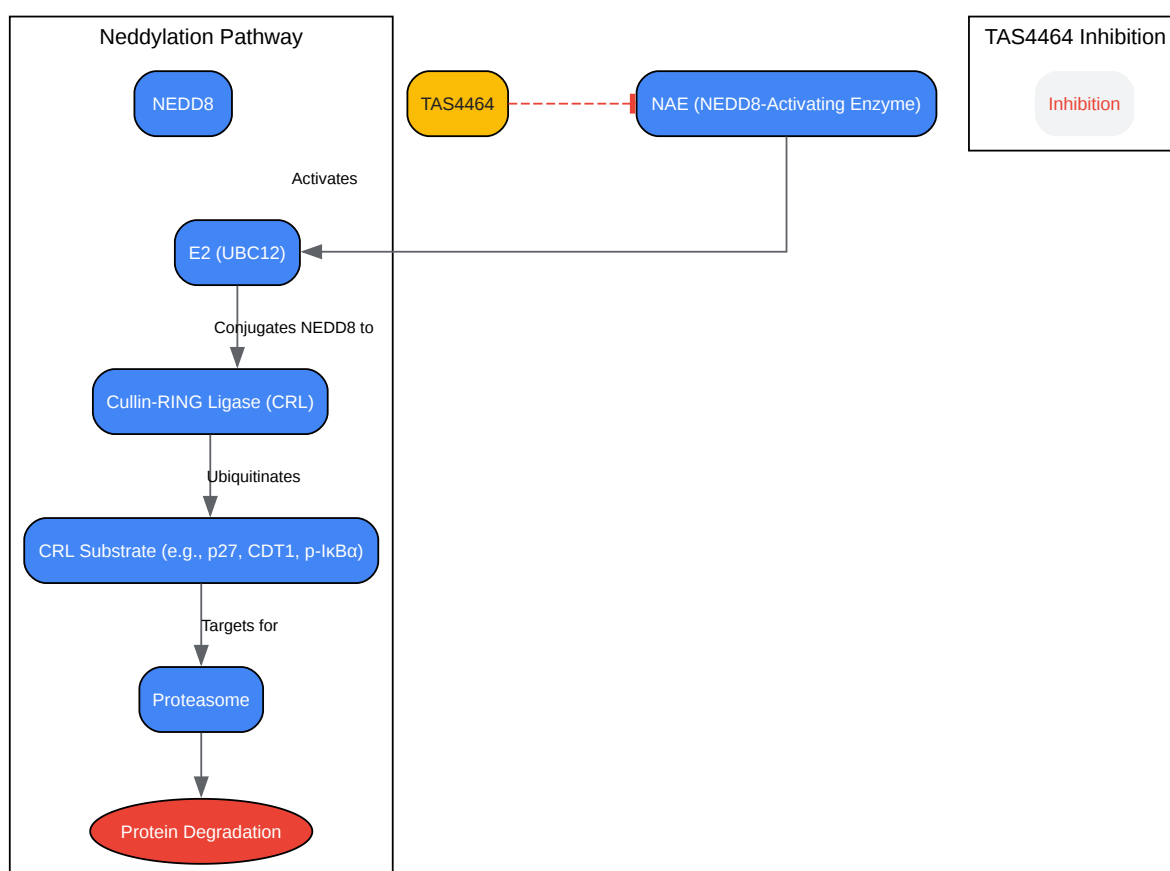 Neddylation Pathway
TAS4464 Inhibition
NEDD8
TAS4464
NAE (NEDD8-Activating Enzyme)
Inhibition
Activates
E2 (UBC12)
Conjugates NEDD8 to
Cullin-RING Ligase (CRL)
Ubiquitinates
CRL Substrate (e.g., p27, CDT1, p-IκBα)
Targets for
Proteasome
Protein Degradation